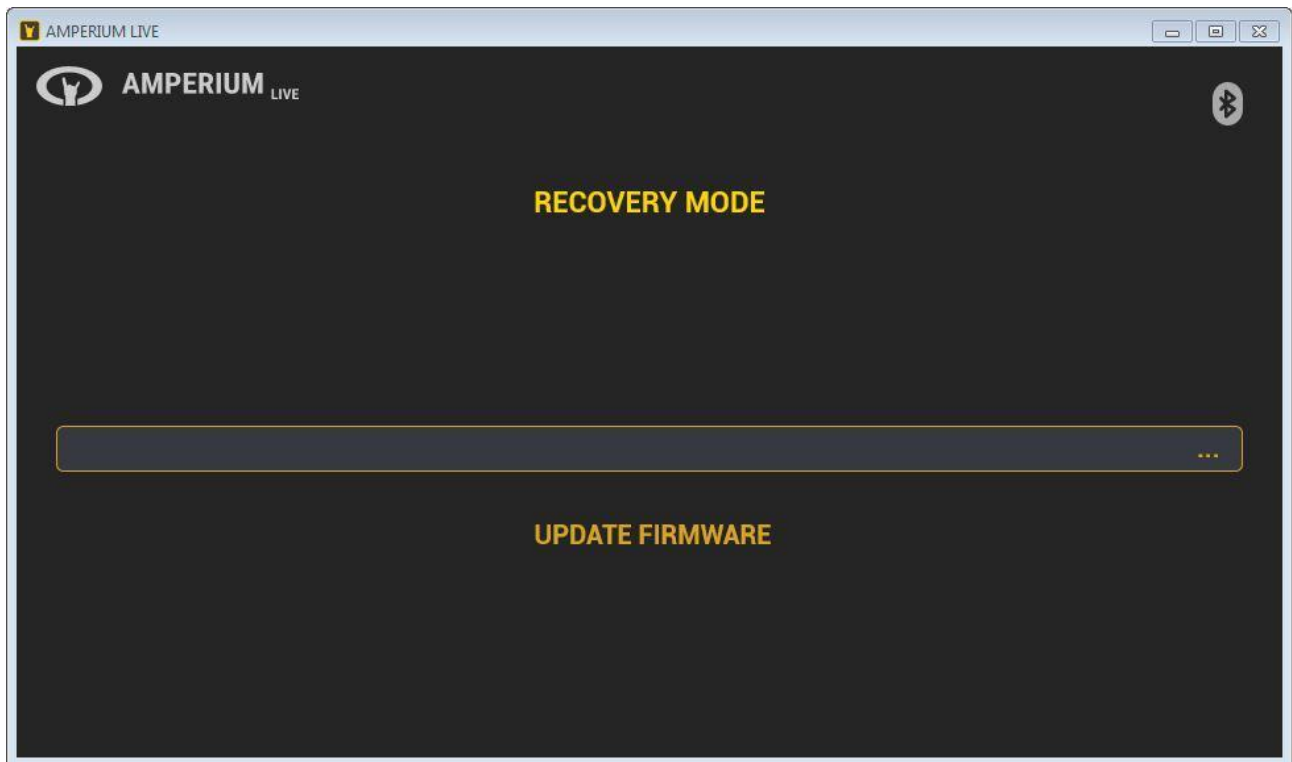 AMPERIUM LIVE
AMPERIUM LIVE
RECOVERY MODE
...
UPDATE FIRMWARE